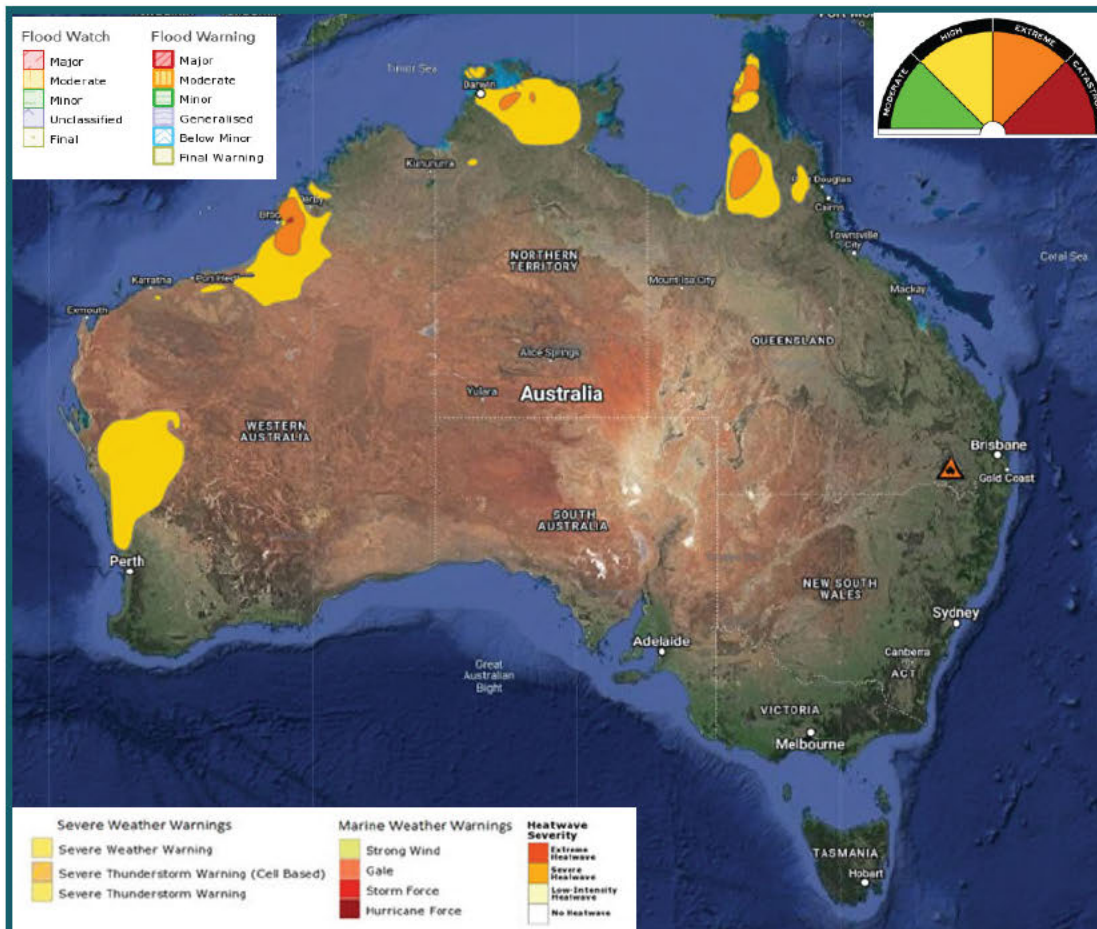 Flood Watch
Major
Moderate
Minor
Unclassified
Final
Flood Warning
Major
Moderate
Minor
Generalised
Below Minor
Final Warning
MODERATE
HIGH
EXTREME
Timor Sea
Darwin
Kununurra
Douglas
Cairns
Townsville
City
Coral Sea
NORTHERN
TERRITORY
Karratha
Mount Isa City
Mackay
Exmouth
QUEENSLAND
Alice Springs
Yulara
Australia
WESTERN
AUSTRALIA
Brisbane
Gold Coast
SOUTH
AUSTRALIA
Perth
NEW SOUTH
WALES
Sydney
Adelaide
Canberra
ACT
Great
Australian
Bight
VICTORIA
Melbourne
TASMANIA
Hobart
Severe Weather Warnings
Severe Weather Warning
Severe Thunderstorm Warning (Cell Based)
Severe Thunderstorm Warning
Marine Weather Warnings
Strong Wind
Gale
Storm Force
Hurricane Force
Heatwave
Severity
Extreme
Heatwave
Severe
Heatwave
Low-Intensity
Heatwave
No Heatwave